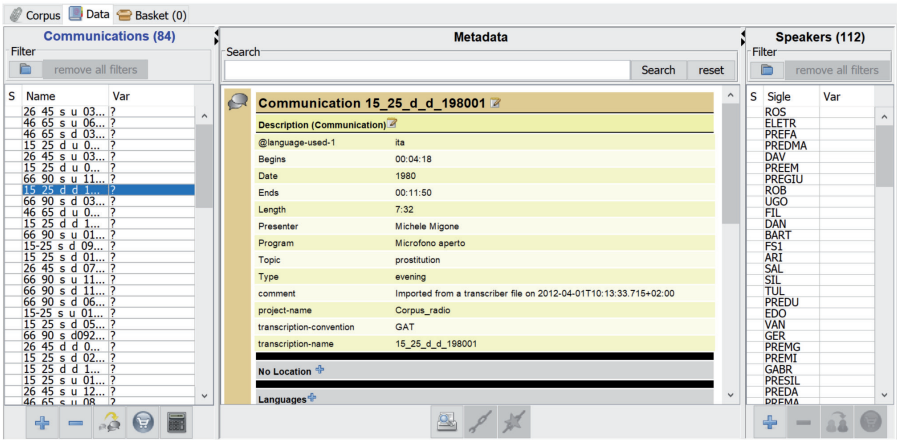 Corpus Data Basket (0)
Communications (84)
Filter
remove all filters
S Name Var
26 45 s u 03... ?
46 65 s u 06... ?
46 65 s d 03... ?
15 25 d u 0... ?
26 45 s u 03... ?
15 25 d u 0... ?
66 90 s u 11... ?
15 25 d d 1... ?
66 90 s d 03... ?
46 65 d u 0... ?
15 25 d d 1... ?
66 90 s u 01... ?
15-25 s d 09... ?
15 25 s d 01... ?
26 45 s d 07... ?
66 90 s u 11... ?
66 90 s d 11... ?
66 90 s d 06... ?
15-25 s u 01... ?
15 25 s d 05... ?
66 90 s d092... ?
26 45 d d 0... ?
15 25 s d 02... ?
15 25 d d 1... ?
15 25 s u 01... ?
26 45 s u 12... ?
46 65 s u 08... ?
Metadata
Search
Search reset
Communication 15_25_d_d_198001
Description (Communication)
@language-used-1 ita
Begins 00:04:18
Date 1980
Ends 00:11:50
Length 7:32
Presenter Michele Migone
Program Microfono aperto
Topic prostitution
Type evening
comment Imported from a transcriber file on 2012-04-01T10:13:33.715+02:00
project-name Corpus_radio
transcription-convention GAT
transcription-name 15_25_d_d_198001
No Location
Languages
Speakers (112)
Filter
remove all filters
S Sigle Var
ROS
ELETR
PREFA
PREDMA
DAV
PREEM
PREGIU
ROB
UGO
FIL
DAN
BART
FS1
ARI
SAL
SIL
TUL
PREDU
EDO
VAN
GER
PREMG
PREMI
GABR
PRESIL
PREDA
PREMA